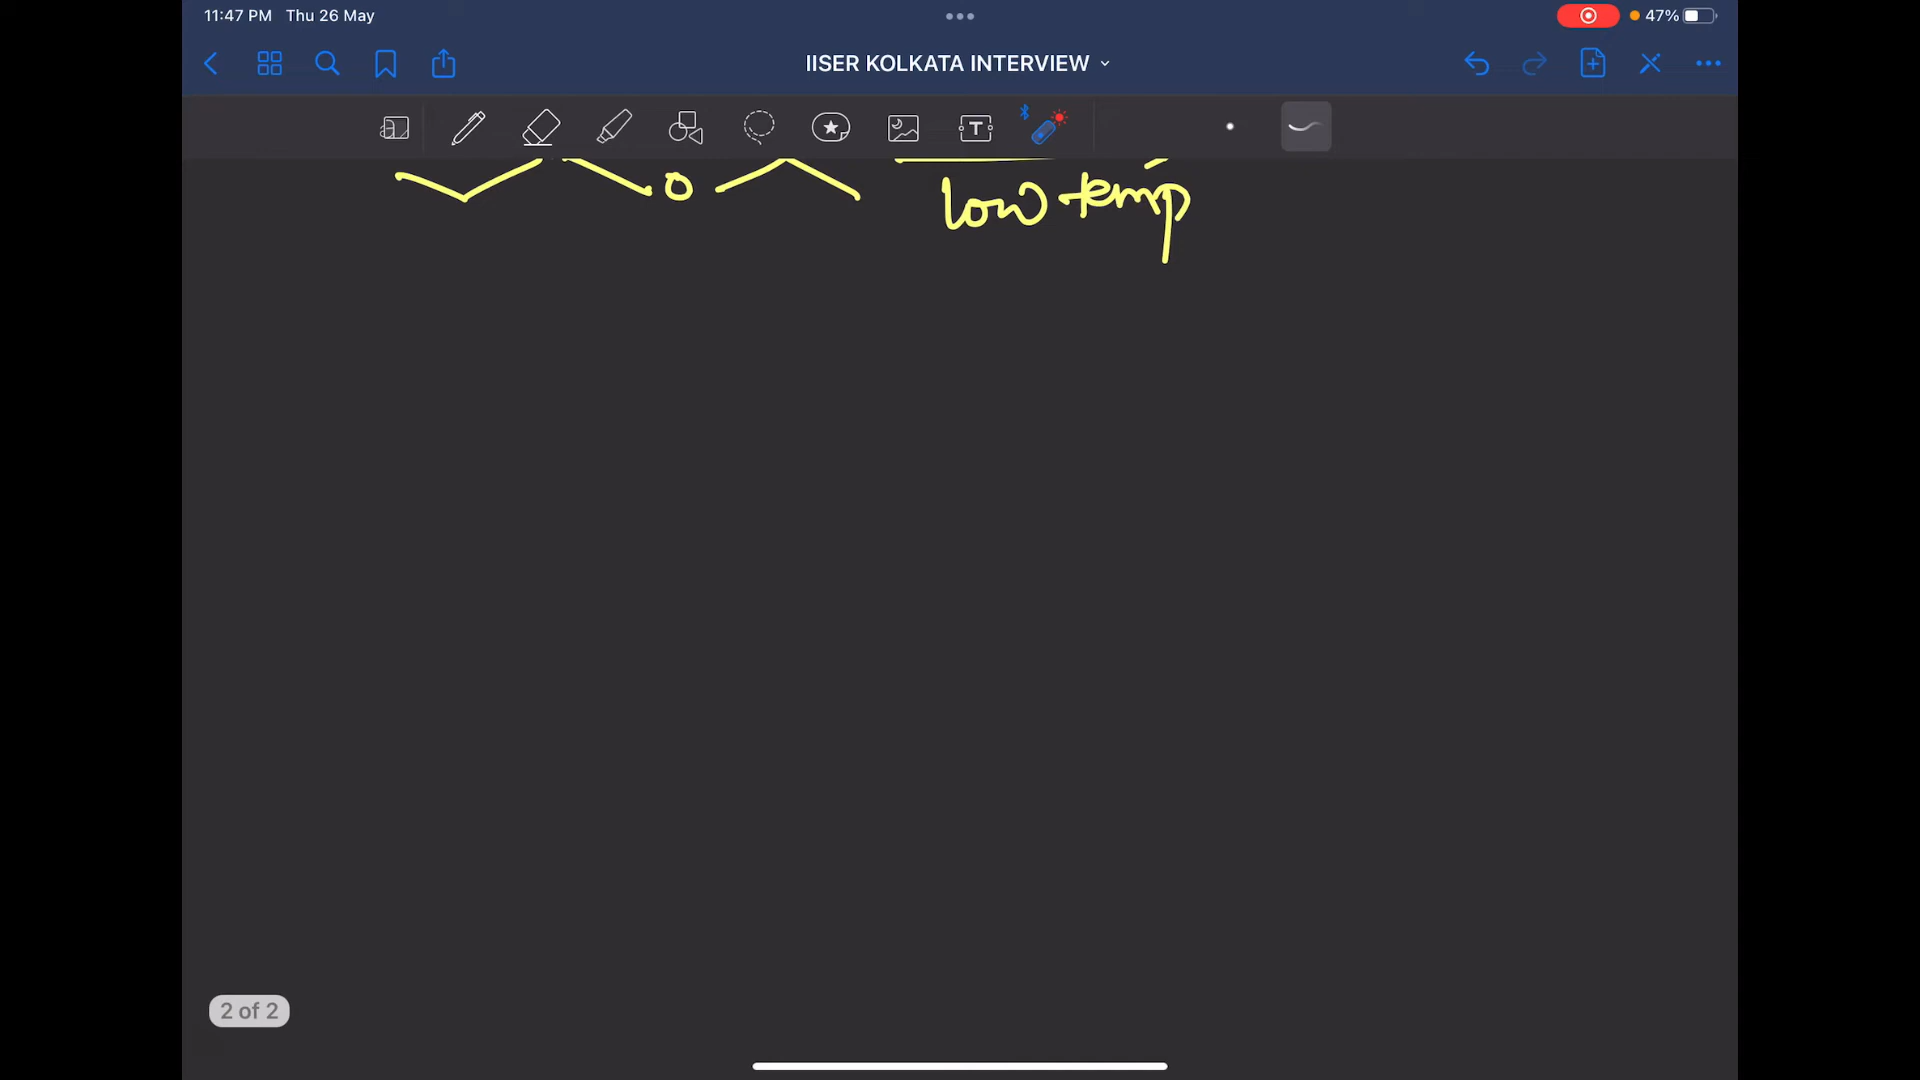 11:47 PM Thu 26 May
47%
IISER KOLKATA INTERVIEW
T
O
low temp
2 of 2